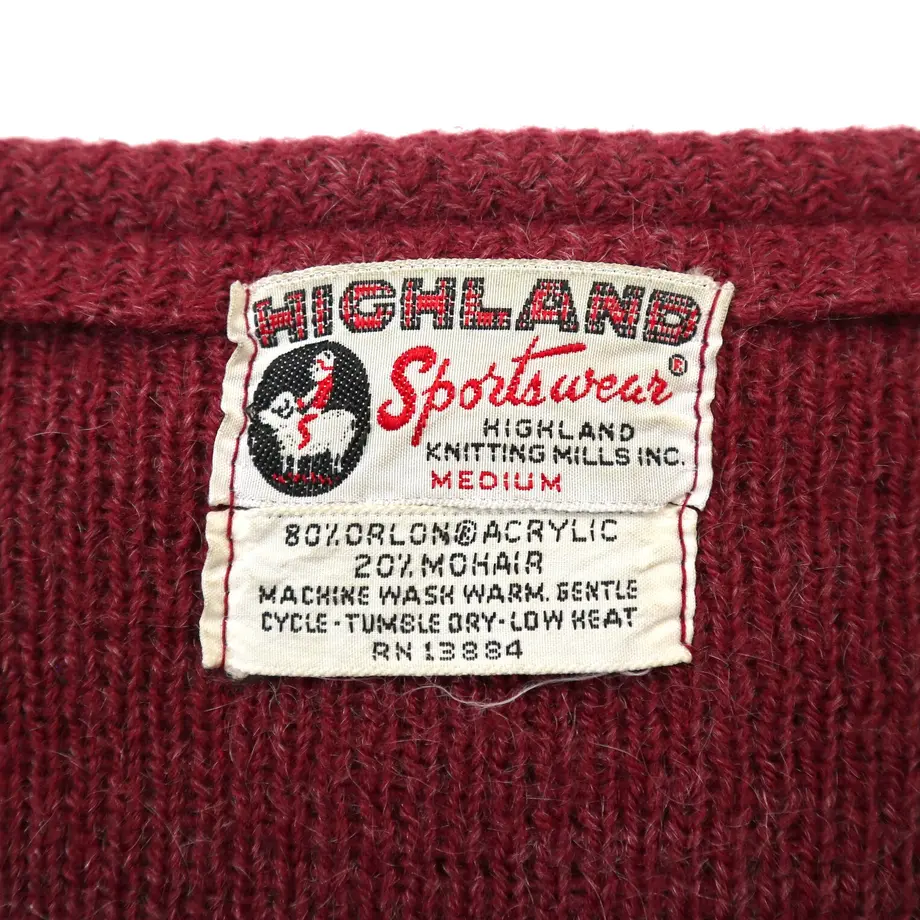 HIGHLAND
Sportswear®
HIGHLAND
KNITTING MILLS INC.
MEDIUM
80% ORLON® ACRYLIC
20% MOHAIR
MACHINE WASH WARM. GENTLE
CYCLE-TUMBLE DRY-LOW HEAT
RN 13884